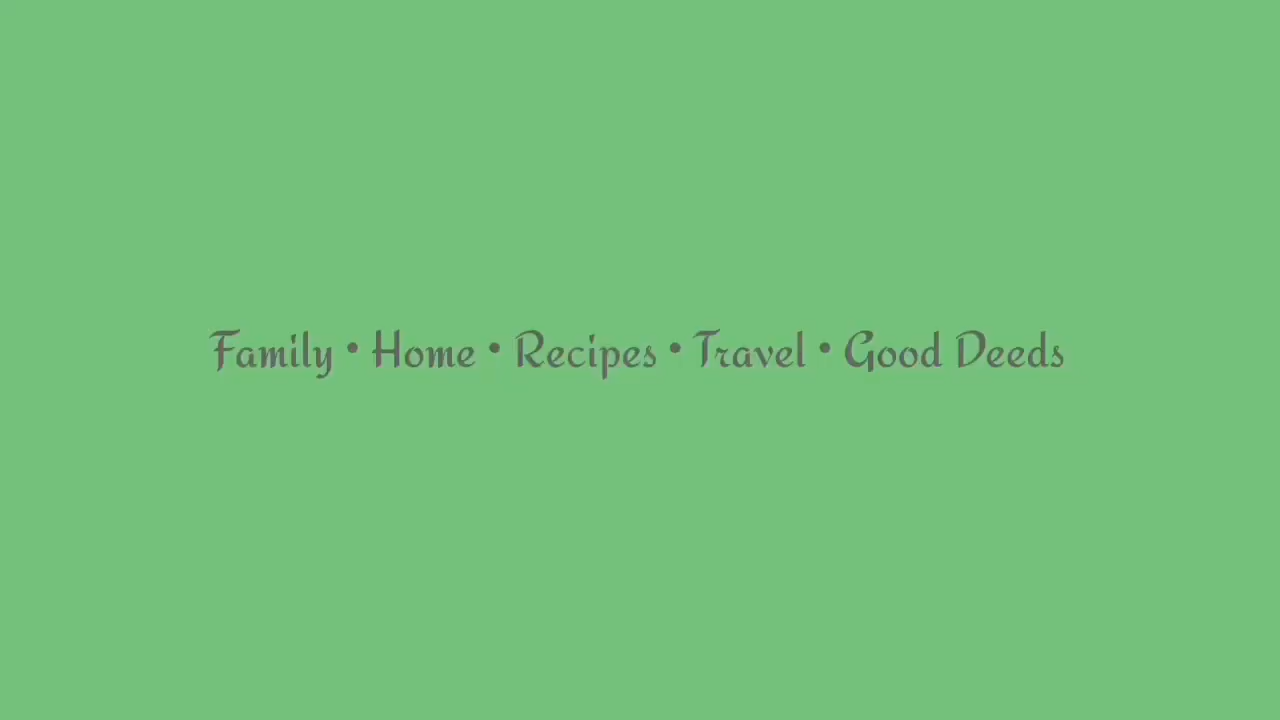 Family • Home • Recipes • Travel • Good Deeds